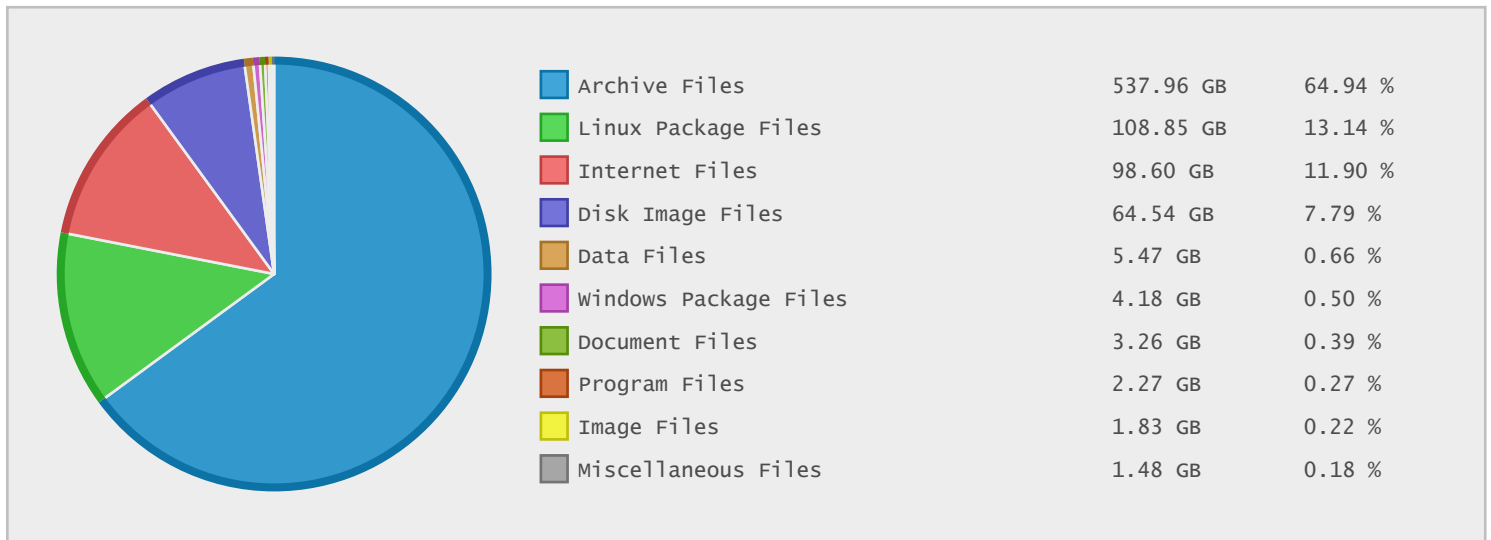 Archive Files 537.96 GB 64.94 %
Linux Package Files 108.85 GB 13.14 %
Internet Files 98.60 GB 11.90 %
Disk Image Files 64.54 GB 7.79 %
Data Files 5.47 GB 0.66 %
Windows Package Files 4.18 GB 0.50 %
Document Files 3.26 GB 0.39 %
Program Files 2.27 GB 0.27 %
Image Files 1.83 GB 0.22 %
Miscellaneous Files 1.48 GB 0.18 %